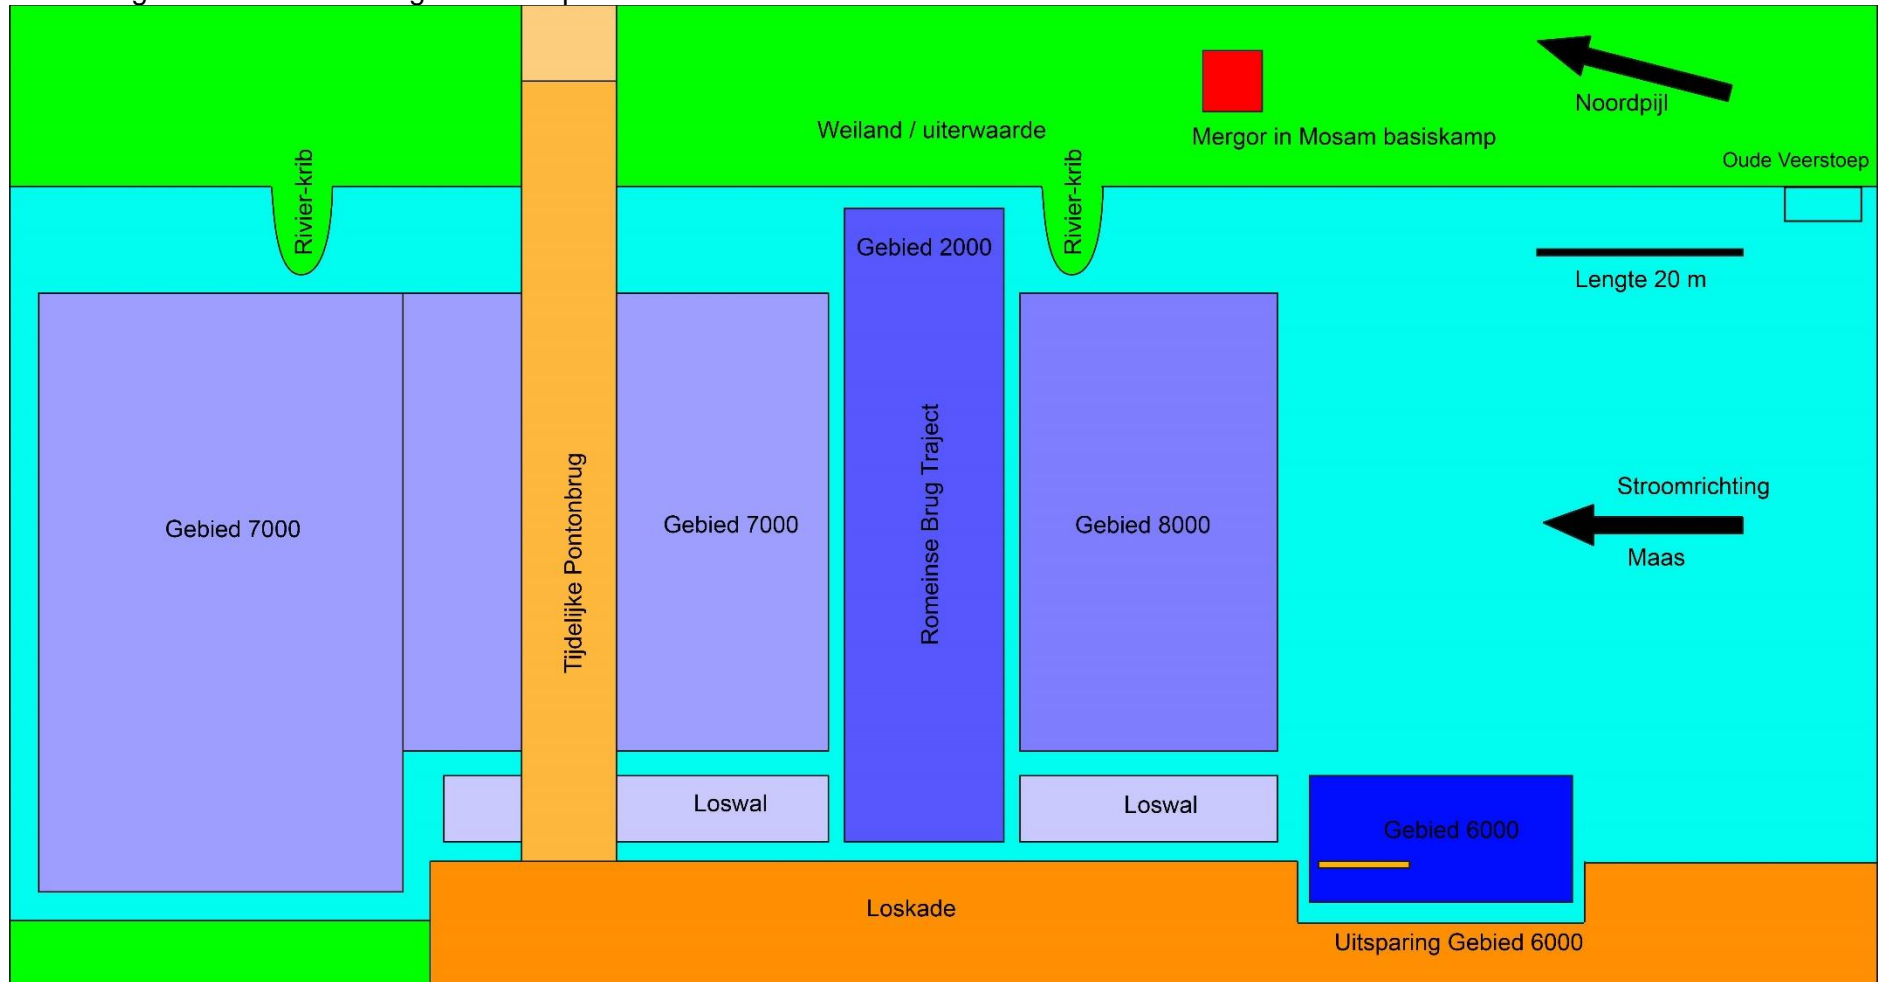 Noordpijl
Weiland / uiterwaarde
Mergor in Mosam basiskamp
Oude Veerstoep
Rivier-krib
Rivier-krib
Gebied 2000
Lengte 20 m
Romeinse Brug Traject
Tijdelijke Pontonbrug
Stroomrichting
Gebied 7000
Gebied 7000
Gebied 8000
Maas
Loswal
Loswal
Gebied 6000
Loskade
Uitsparing Gebied 6000